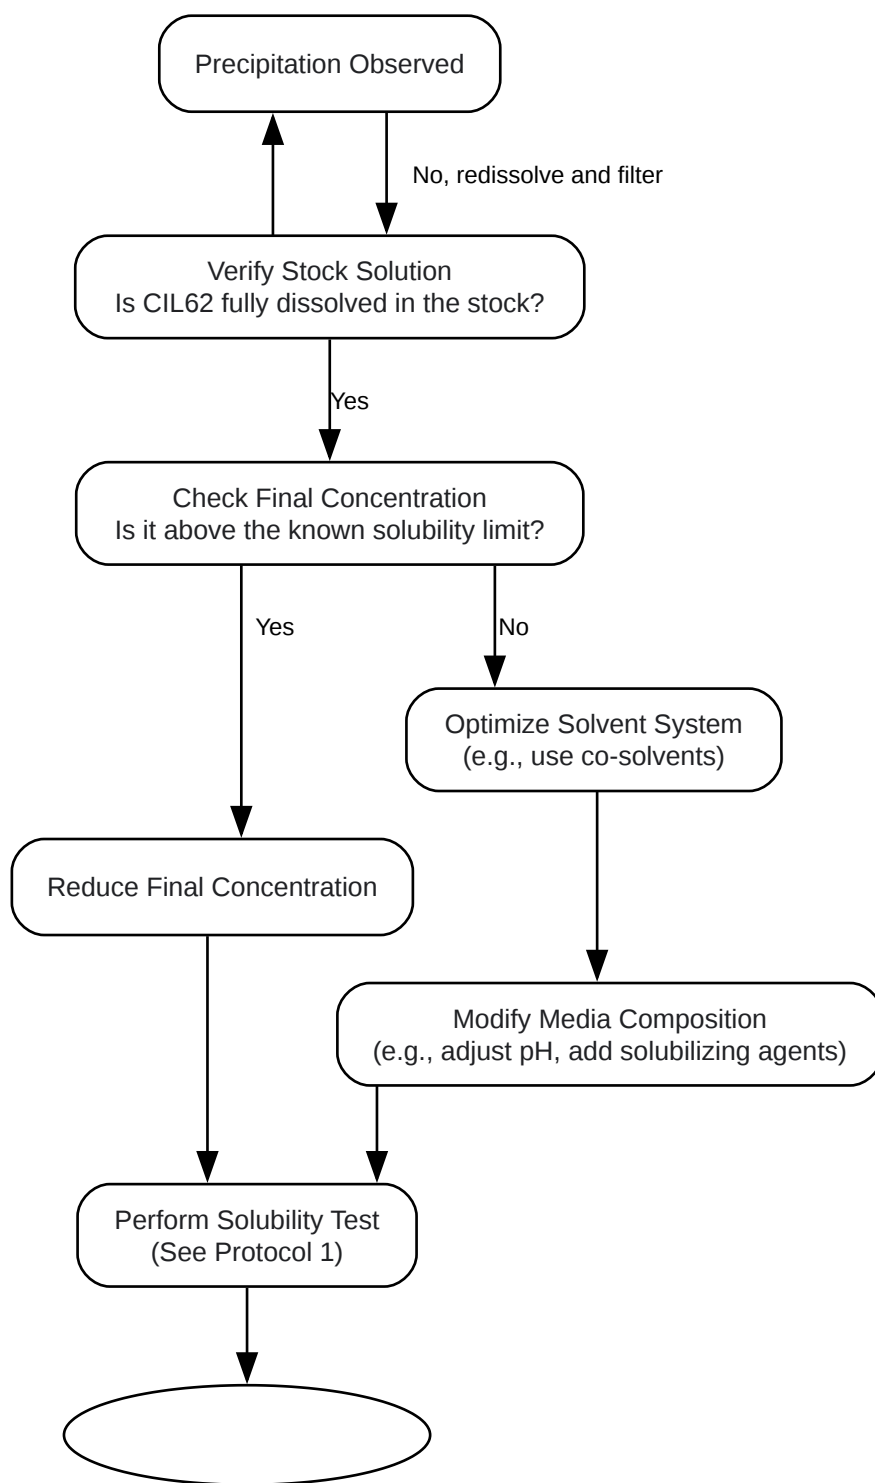 Precipitation Observed
No, redissolve and filter
Verify Stock Solution
Is CIL62 fully dissolved in the stock?
Yes
Check Final Concentration
Is it above the known solubility limit?
Yes
No
Optimize Solvent System
(e.g., use co-solvents)
Reduce Final Concentration
Modify Media Composition
(e.g., adjust pH, add solubilizing agents)
Perform Solubility Test
(See Protocol 1)